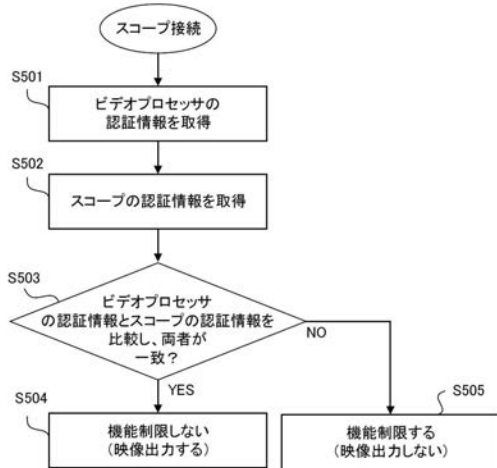 スコープ接続
S501
ビデオプロセッサの
認証情報を取得
S502
スコープの認証情報を取得
S503
ビデオプロセッサ
の認証情報とスコープの認証情報を
比較し、両者が
一致？
NO
YES
S504
機能制限しない
（映像出力する）
S505
機能制限する
（映像出力しない）